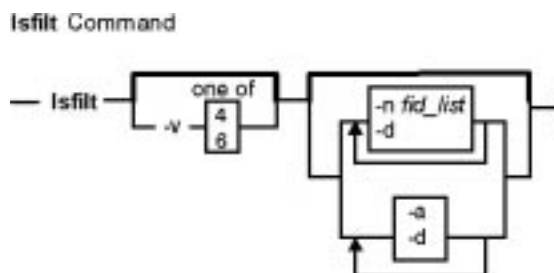 lsfilt Command
one of
lsfilt -v 4
6
-n fid_list
-d
-a
-d